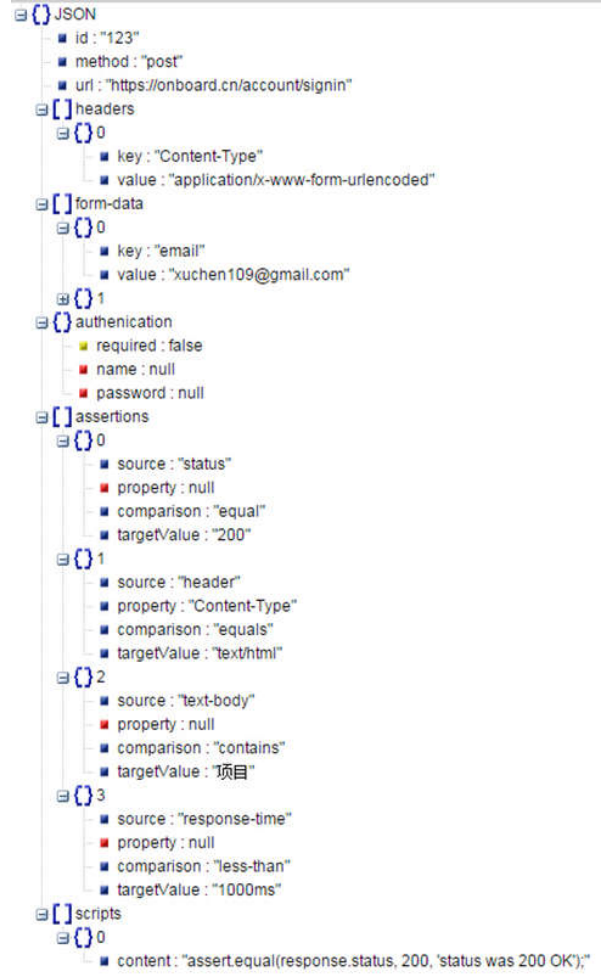 {} JSON
id : "123"
method : "post"
url : "https://onboard.cn/account/signin"
[ ] headers
{} 0
key : "Content-Type"
value : "application/x-www-form-urlencoded"
[ ] form-data
{} 0
key : "email"
value : "xuchen109@gmail.com"
{} 1
{} authenication
required : false
name : null
password : null
[ ] assertions
{} 0
source : "status"
property : null
comparison : "equal"
targetValue : "200"
{} 1
source : "header"
property : "Content-Type"
comparison : "equals"
targetValue : "text/html"
{} 2
source : "text-body"
property : null
comparison : "contains"
targetValue : "项目"
{} 3
source : "response-time"
property : null
comparison : "less-than"
targetValue : "1000ms"
[ ] scripts
{} 0
content : "assert.equal(response.status, 200, 'status was 200 OK');"